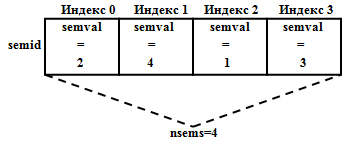 Индекс 0 Индекс 1 Индекс 2 Индекс 3
semval semval semval semval
semid = = = =
2 4 1 3
nsems=4